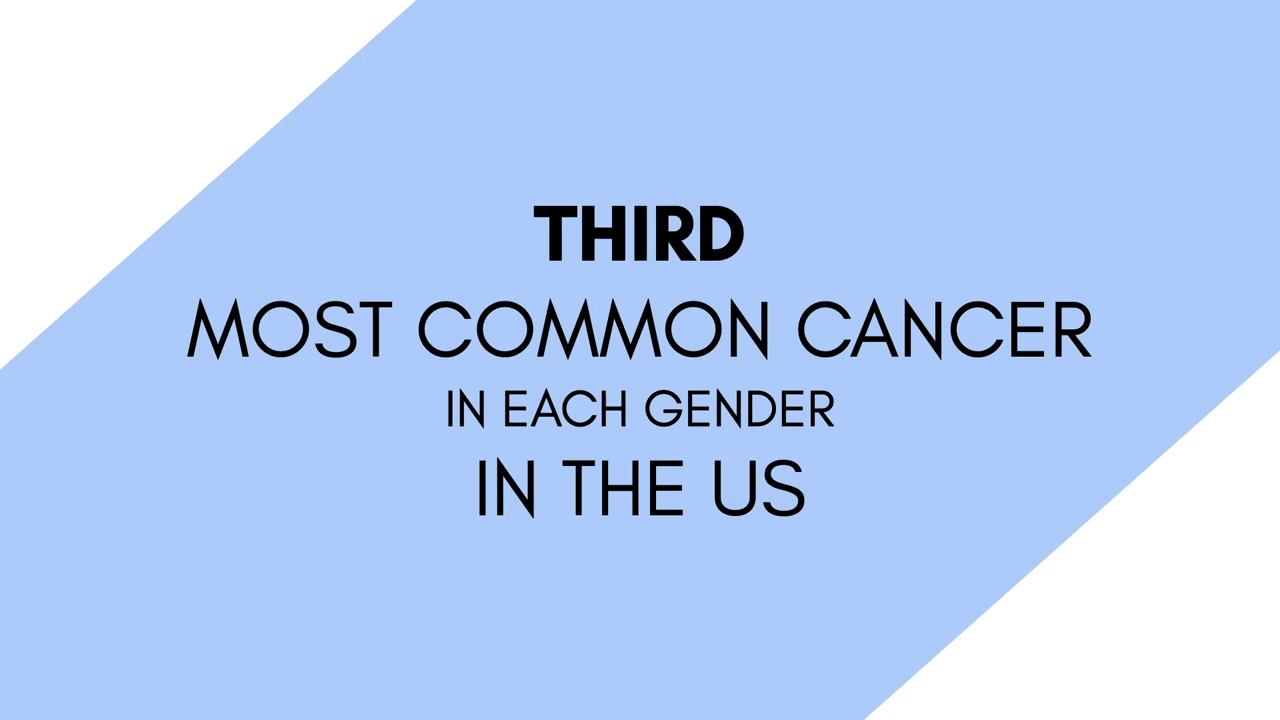 THIRD
MOST COMMON CANCER
IN EACH GENDER
IN THE US